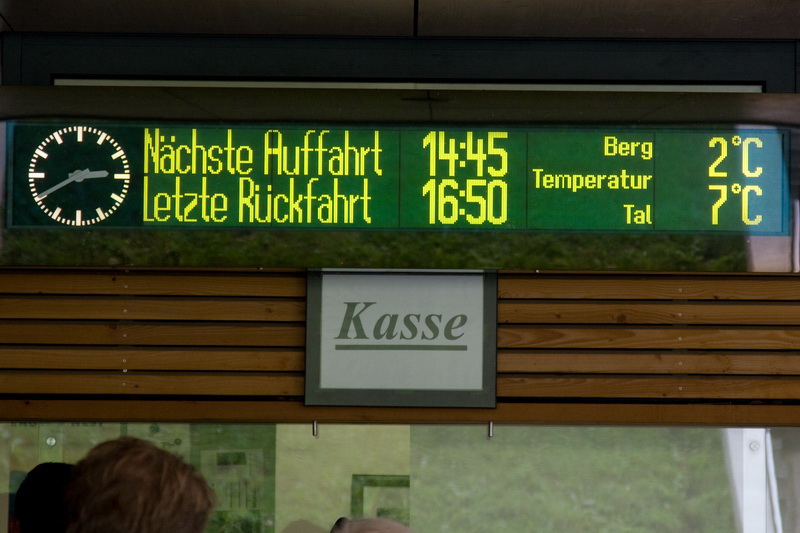 Nächste Auffahrt 14:45
Letzte Rückfahrt 16:50
Berg 2°C
Temperatur
Tal 7°C
Kasse